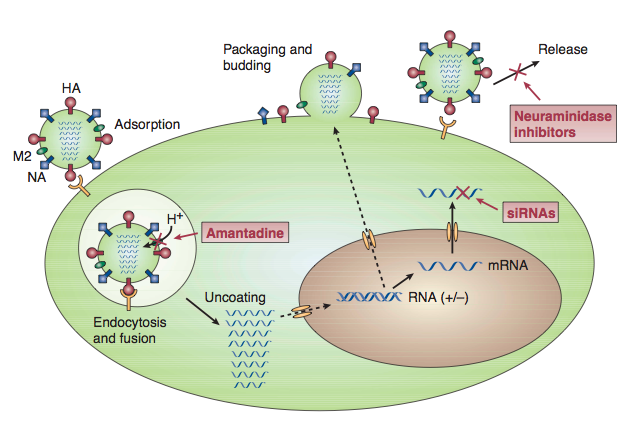 Packaging and
budding
Release
HA
Adsorption
M2
NA
Neuraminidase
inhibitors
H+
Amantadine
siRNAs
mRNA
Uncoating
RNA (+/–)
Endocytosis
and fusion